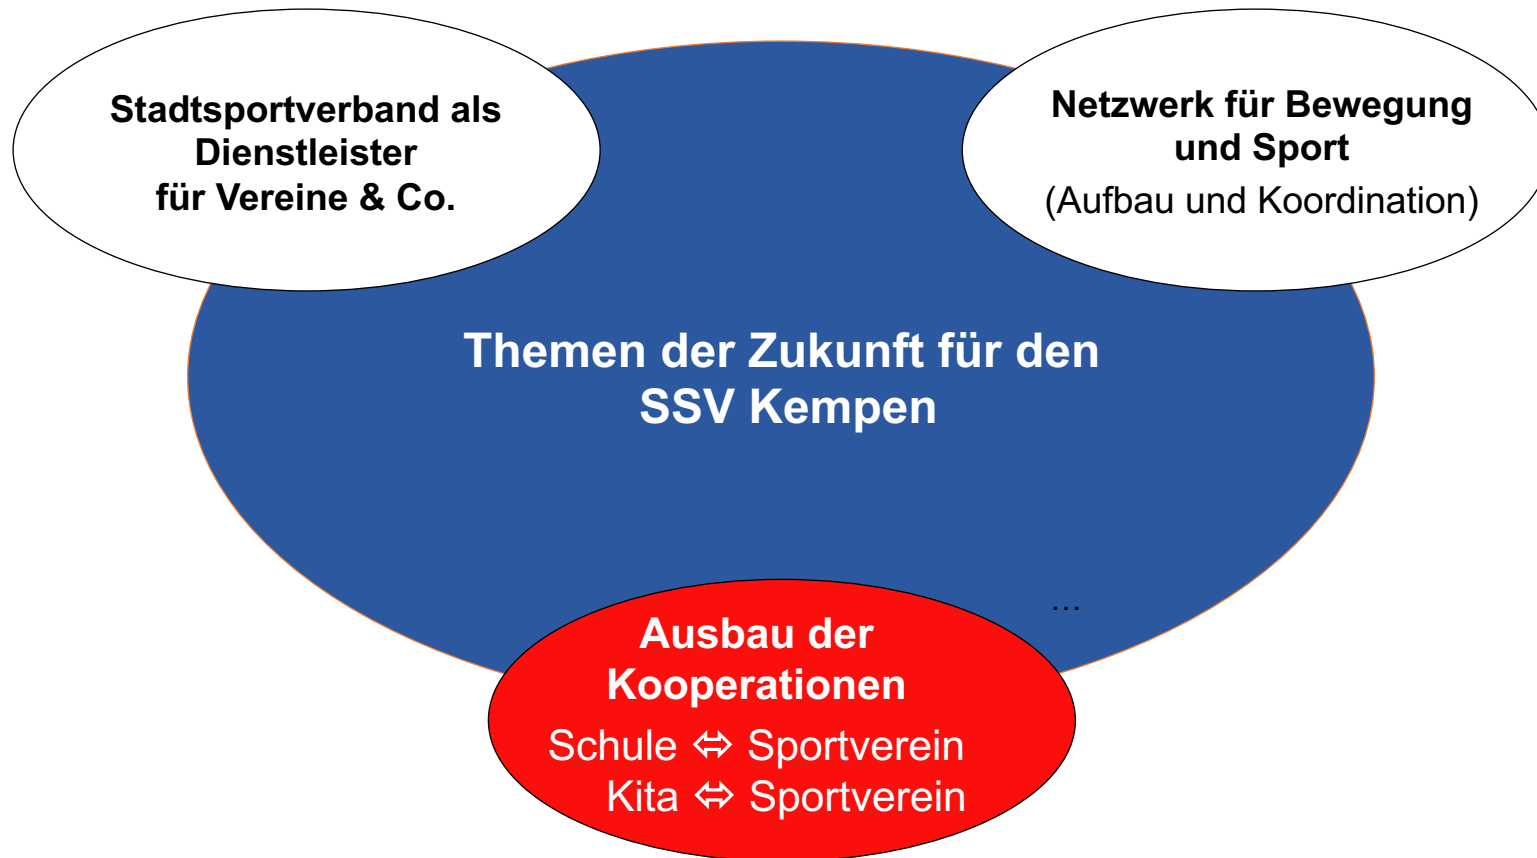 Stadtsportverband als
Dienstleister
für Vereine & Co.
Netzwerk für Bewegung
und Sport
(Aufbau und Koordination)
Themen der Zukunft für den
SSV Kempen
...
Ausbau der
Kooperationen
Schule ⬄ Sportverein
Kita ⬄ Sportverein